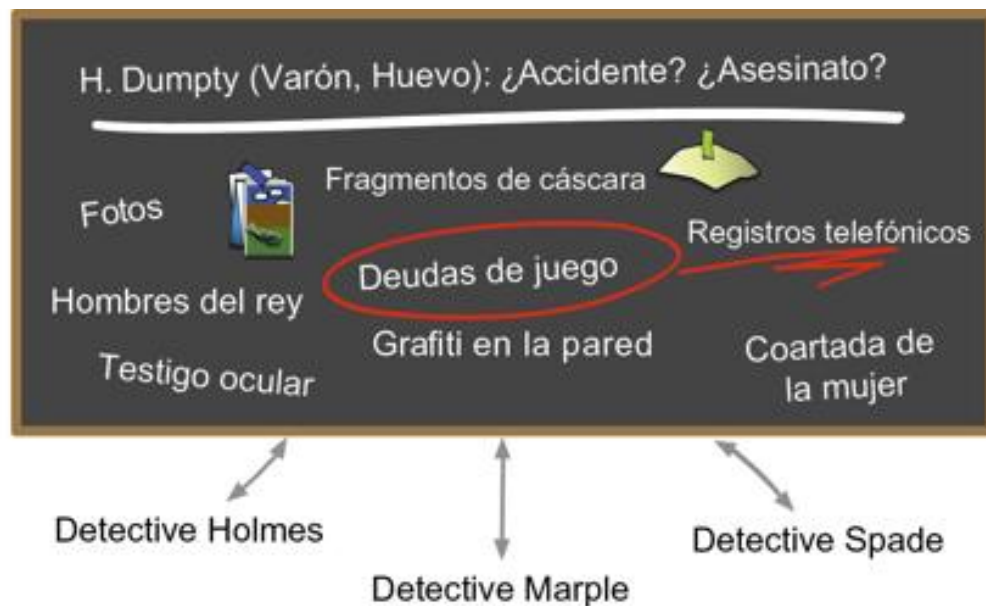 H. Dumpty (Varón, Huevo): ¿Accidente? ¿Asesinato?
Fotos
Fragmentos de cáscara
Registros telefónicos
Hombres del rey
Deudas de juego
Testigo ocular
Grafiti en la pared
Coartada de
la mujer
Detective Holmes
Detective Marple
Detective Spade